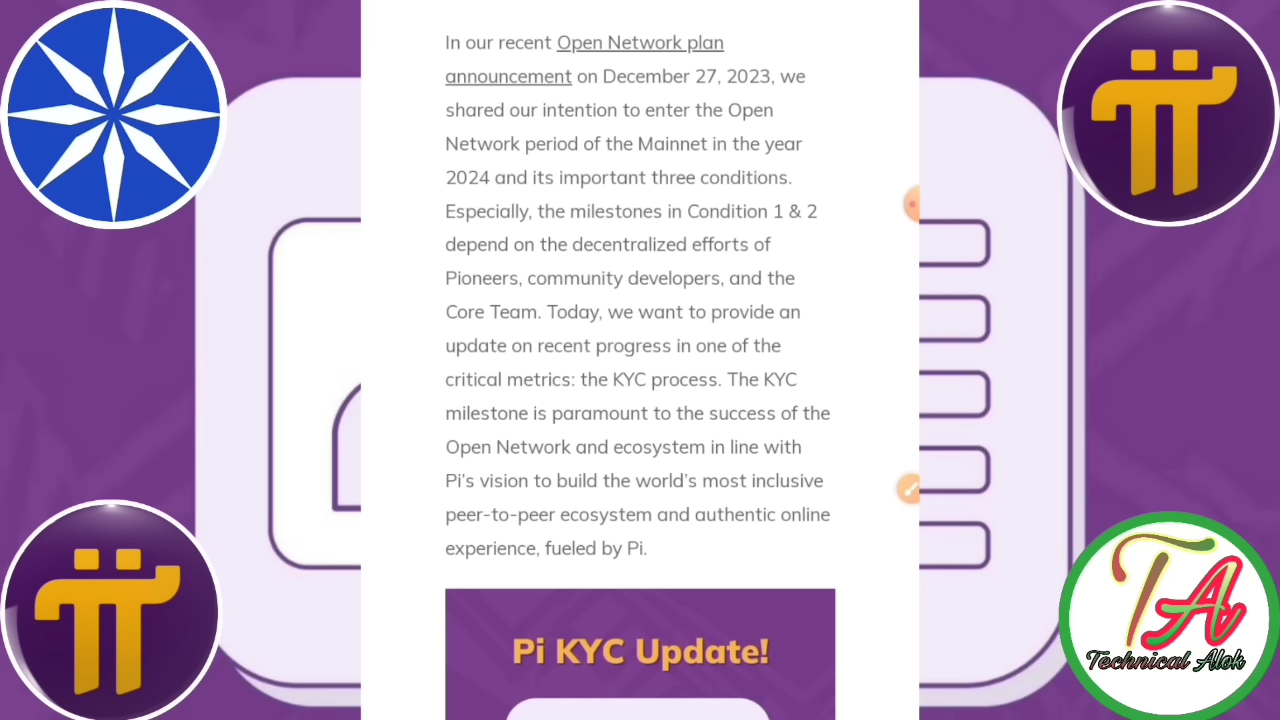 In our recent Open Network plan
announcement on December 27, 2023, we
shared our intention to enter the Open
Network period of the Mainnet in the year
2024 and its important three conditions.
Especially, the milestones in Condition 1 & 2
depend on the decentralized efforts of
Pioneers, community developers, and the
Core Team. Today, we want to provide an
update on recent progress in one of the
critical metrics: the KYC process. The KYC
milestone is paramount to the success of the
Open Network and ecosystem in line with
Pi’s vision to build the world’s most inclusive
peer-to-peer ecosystem and authentic online
experience, fueled by Pi.
Pi KYC Update!
TA
Technical Alok